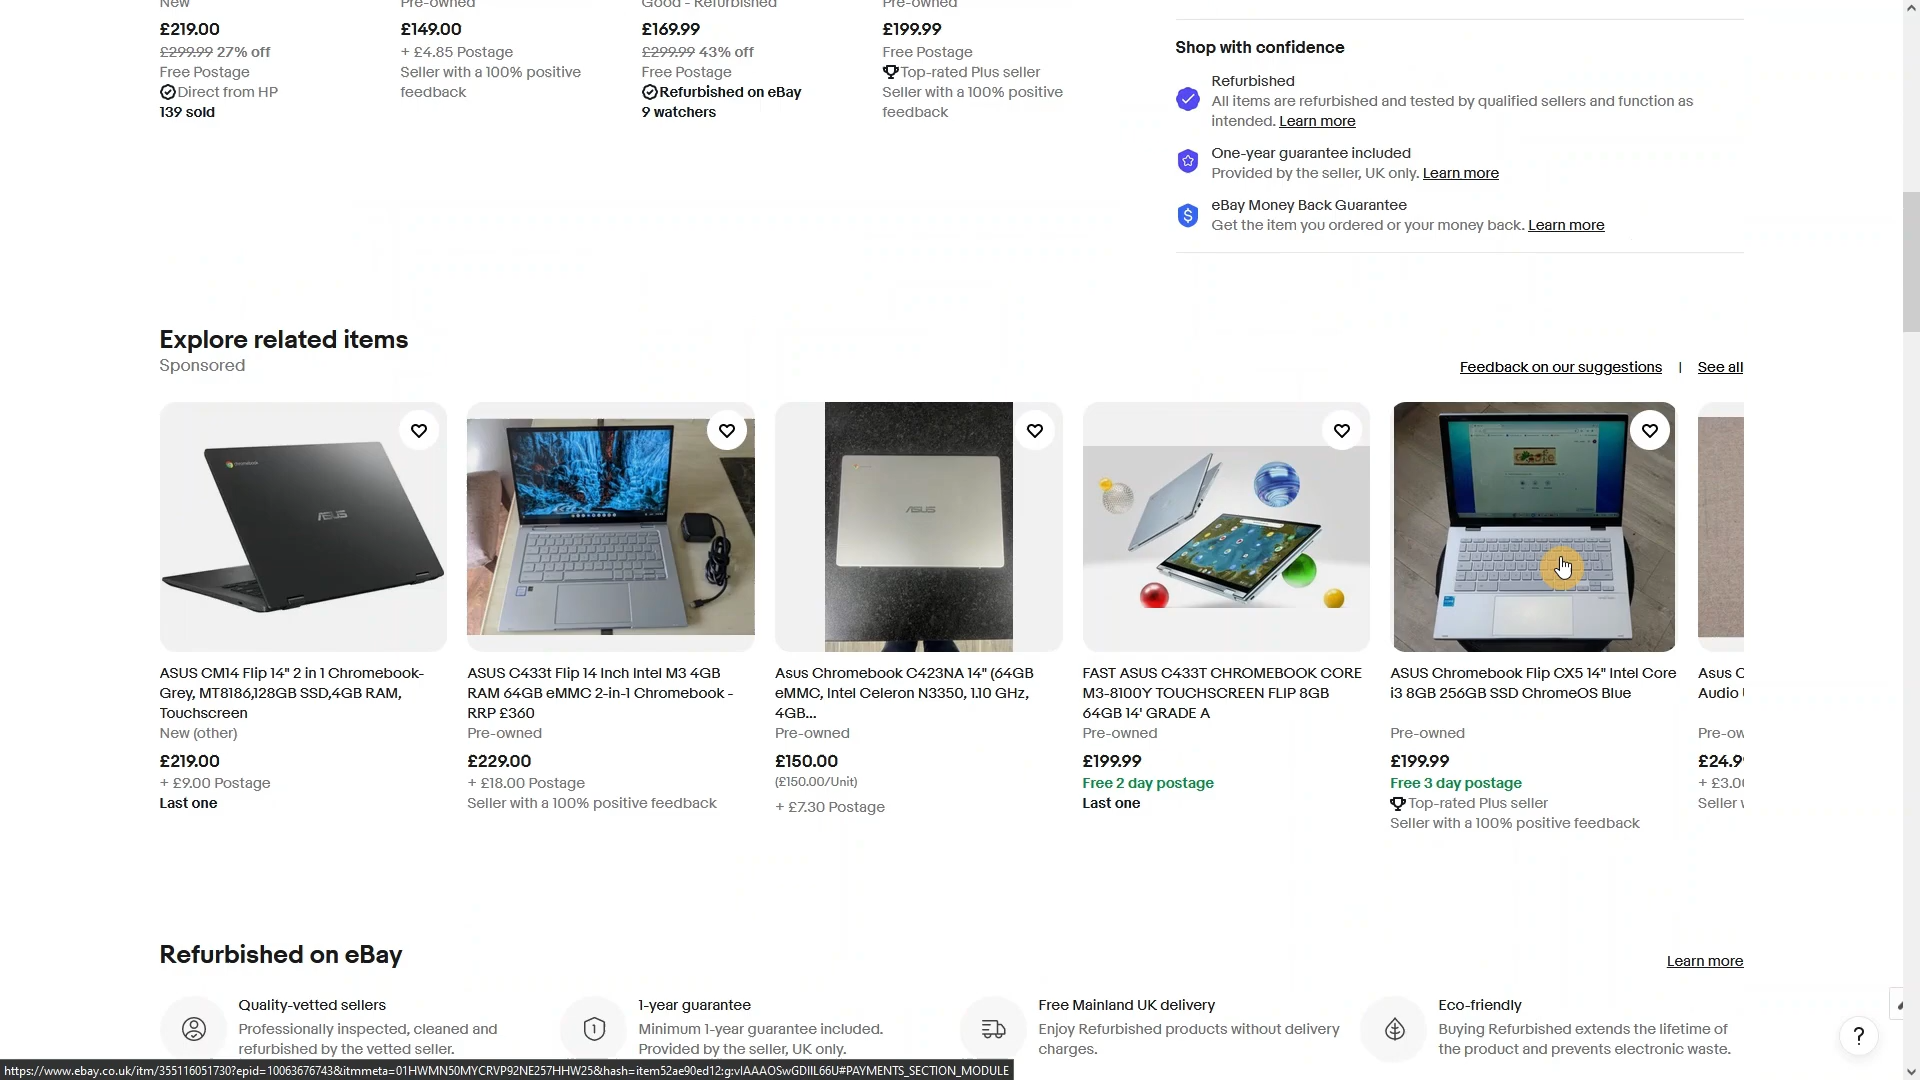 New
£219.00
£299.99 27% off
Free Postage
Direct from HP
139 sold
Pre-owned
£149.00
+ £4.85 Postage
Seller with a 100% positive
feedback
Good - Refurbished
£169.99
£299.99 43% off
Free Postage
Refurbished on eBay
9 watchers
Pre-owned
£199.99
Free Postage
Top-rated Plus seller
Seller with a 100% positive
feedback
Shop with confidence
Refurbished
All items are refurbished and tested by qualified sellers and function as
intended. Learn more
One-year guarantee included
Provided by the seller, UK only. Learn more
eBay Money Back Guarantee
Get the item you ordered or your money back. Learn more
Explore related items
Sponsored
Feedback on our suggestions | See all
chromebook
ASUS
ASUS CM14 Flip 14" 2 in 1 Chromebook-
Grey, MT8186,128GB SSD,4GB RAM,
Touchscreen
New (other)
£219.00
+ £9.00 Postage
Last one
ASUS C433t Flip 14 Inch Intel M3 4GB
RAM 64GB eMMC 2-in-1 Chromebook -
RRP £360
Pre-owned
£229.00
+ £18.00 Postage
Seller with a 100% positive feedback
ASUS
Asus Chromebook C423NA 14" (64GB
eMMC, Intel Celeron N3350, 1.10 GHz,
4GB...
Pre-owned
£150.00
(£150.00/Unit)
+ £7.30 Postage
FAST ASUS C433T CHROMEBOOK CORE
M3-8100Y TOUCHSCREEN FLIP 8GB
64GB 14' GRADE A
Pre-owned
£199.99
Free 2 day postage
Last one
ASUS Chromebook Flip CX5 14" Intel Core
i3 8GB 256GB SSD ChromeOS Blue
Pre-owned
£199.99
Free 3 day postage
Top-rated Plus seller
Seller with a 100% positive feedback
Asus C
Audio
Pre-ow
£24.9
+ £3.0
Seller
Refurbished on eBay
Learn more
Quality-vetted sellers
Professionally inspected, cleaned and
refurbished by the vetted seller.
1
1-year guarantee
Minimum 1-year guarantee included.
Provided by the seller, UK only.
Free Mainland UK delivery
Enjoy Refurbished products without delivery
charges.
Eco-friendly
Buying Refurbished extends the lifetime of
the product and prevents electronic waste.
?
https://www.ebay.co.uk/itm/355116051730?epid=10063676743&itmmeta=01HWMN50MYCRVP92NE257HHW25&hash=item52ae90ed12:g:vlAAAOSwGDIlL66U#PAYMENTS_SECTION_MODULE